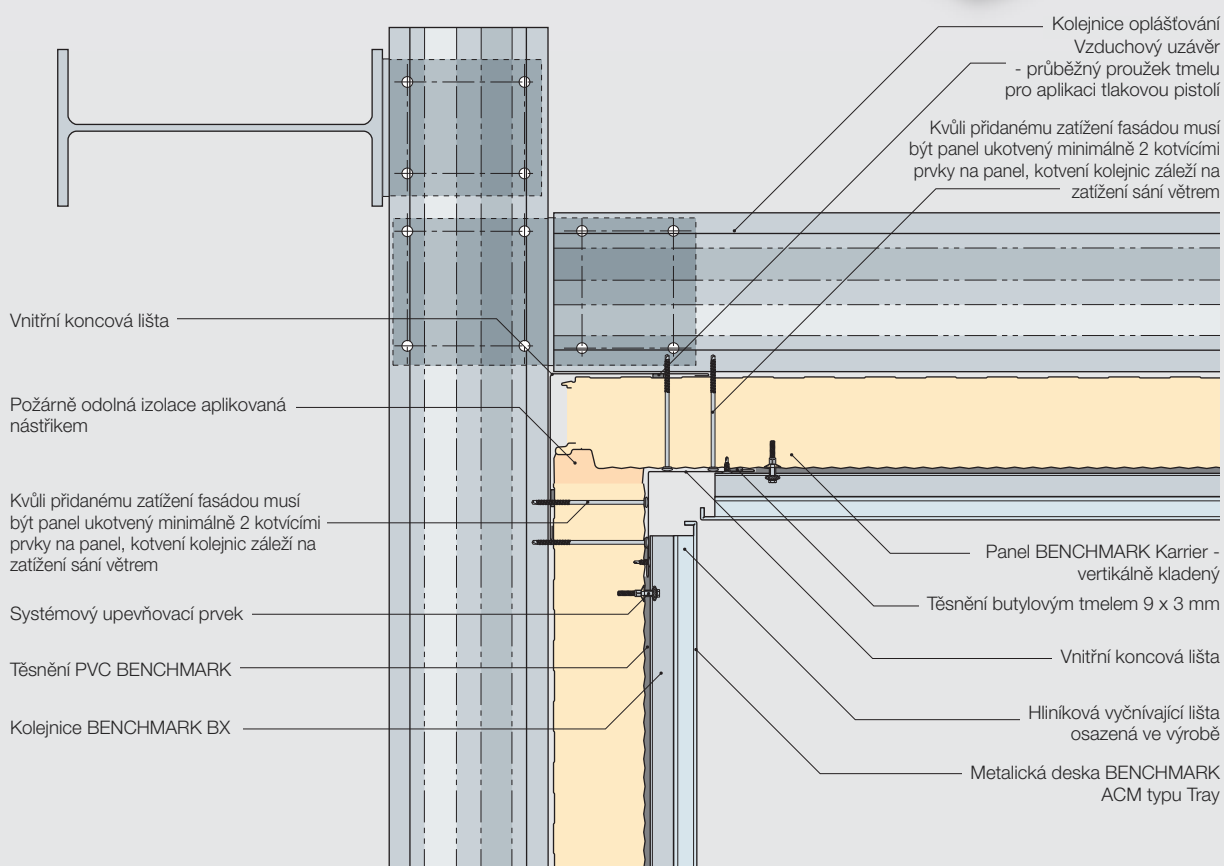 Kolejnice oplášťování
Vzduchový uzávěr
- průběžný proužek tmelu
pro aplikaci tlakovou pistolí
Kvůli přidanému zatížení fasádou musí
být panel ukotvený minimálně 2 kotvícími
prvky na panel, kotvení kolejnic záleží na
zatížení sání větrem
Vnitřní koncová lišta
Požárně odolná izolace aplikovaná
nástřikem
Kvůli přidanému zatížení fasádou musí
být panel ukotvený minimálně 2 kotvícími
prvky na panel, kotvení kolejnic záleží na
zatížení sání větrem
Systémový upevňovací prvek
Těsnění PVC BENCHMARK
Kolejnice BENCHMARK BX
Panel BENCHMARK Karrier -
vertikálně kladený
Těsnění butylovým tmelem 9 x 3 mm
Vnitřní koncová lišta
Hliníková vyčnívající lišta
osazená ve výrobě
Metalická deska BENCHMARK
ACM typu Tray